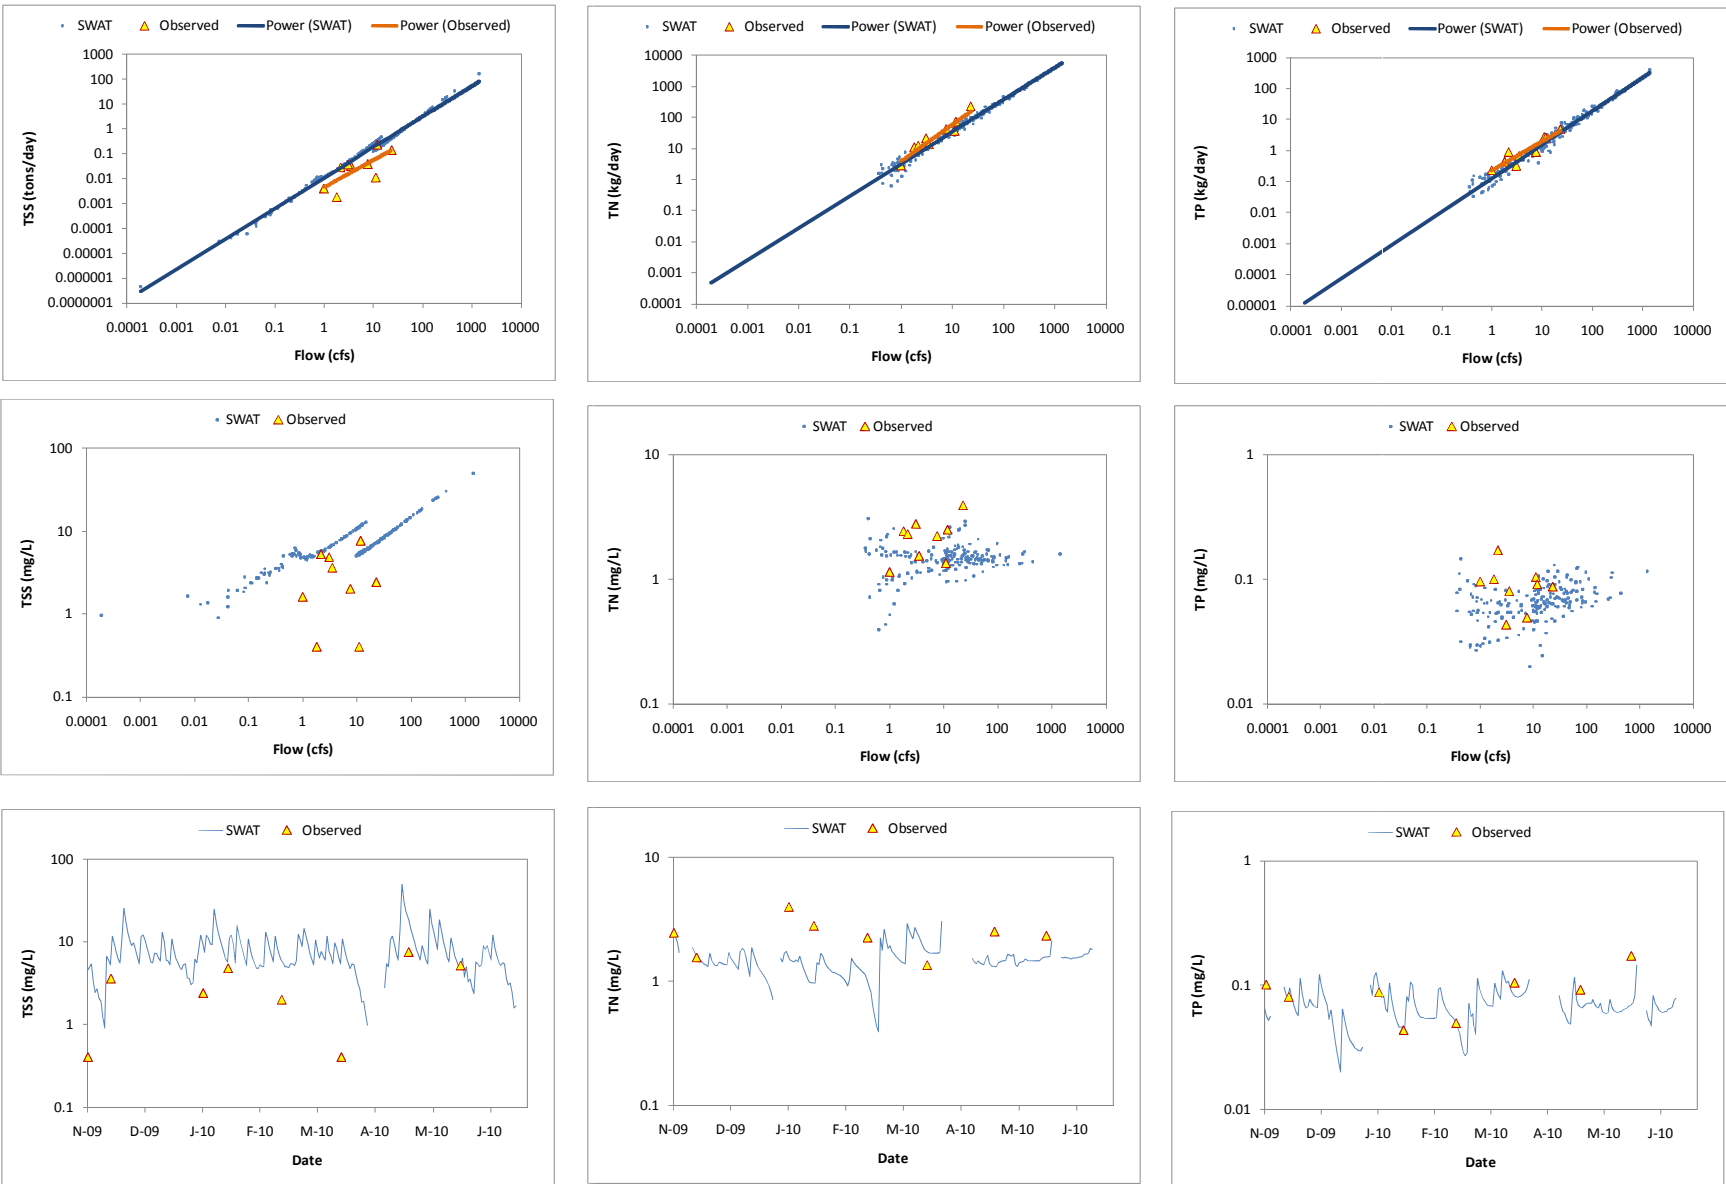 SWAT Observed Power (SWAT) Power (Observed)
1000
100
10
1
0.1
0.01
0.001
0.0001
0.00001
0.000001
0.0000001
TSS (tons/day)
0.0001 0.001 0.01 0.1 1 10 100 1000 10000
Flow (cfs)
SWAT Observed Power (SWAT) Power (Observed)
10000
1000
100
10
1
0.1
0.01
0.001
0.0001
TN (kg/day)
0.0001 0.001 0.01 0.1 1 10 100 1000 10000
Flow (cfs)
SWAT Observed Power (SWAT) Power (Observed)
1000
100
10
1
0.1
0.01
0.001
0.0001
0.00001
TP (kg/day)
0.0001 0.001 0.01 0.1 1 10 100 1000 10000
Flow (cfs)
SWAT Observed
100
10
1
0.1
TSS (mg/L)
0.0001 0.001 0.01 0.1 1 10 100 1000 10000
Flow (cfs)
SWAT Observed
10
1
0.1
TN (mg/L)
0.0001 0.001 0.01 0.1 1 10 100 1000 10000
Flow (cfs)
SWAT Observed
1
0.1
0.01
TP (mg/L)
0.0001 0.001 0.01 0.1 1 10 100 1000 10000
Flow (cfs)
SWAT Observed
100
10
1
0.1
TSS (mg/L)
N-09 D-09 J-10 F-10 M-10 A-10 M-10 J-10
Date
SWAT Observed
10
1
0.1
TN (mg/L)
N-09 D-09 J-10 F-10 M-10 A-10 M-10 J-10
Date
SWAT Observed
1
0.1
0.01
TP (mg/L)
N-09 D-09 J-10 F-10 M-10 A-10 M-10 J-10
Date